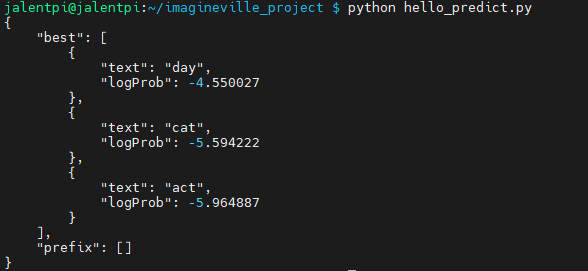 jalentpi@jalentpi:~/imagineville_project $ python hello_predict.py
{
    "best": [
        {
            "text": "day",
            "logProb": -4.550027
        },
        {
            "text": "cat",
            "logProb": -5.594222
        },
        {
            "text": "act",
            "logProb": -5.964887
        }
    ],
    "prefix": []
}